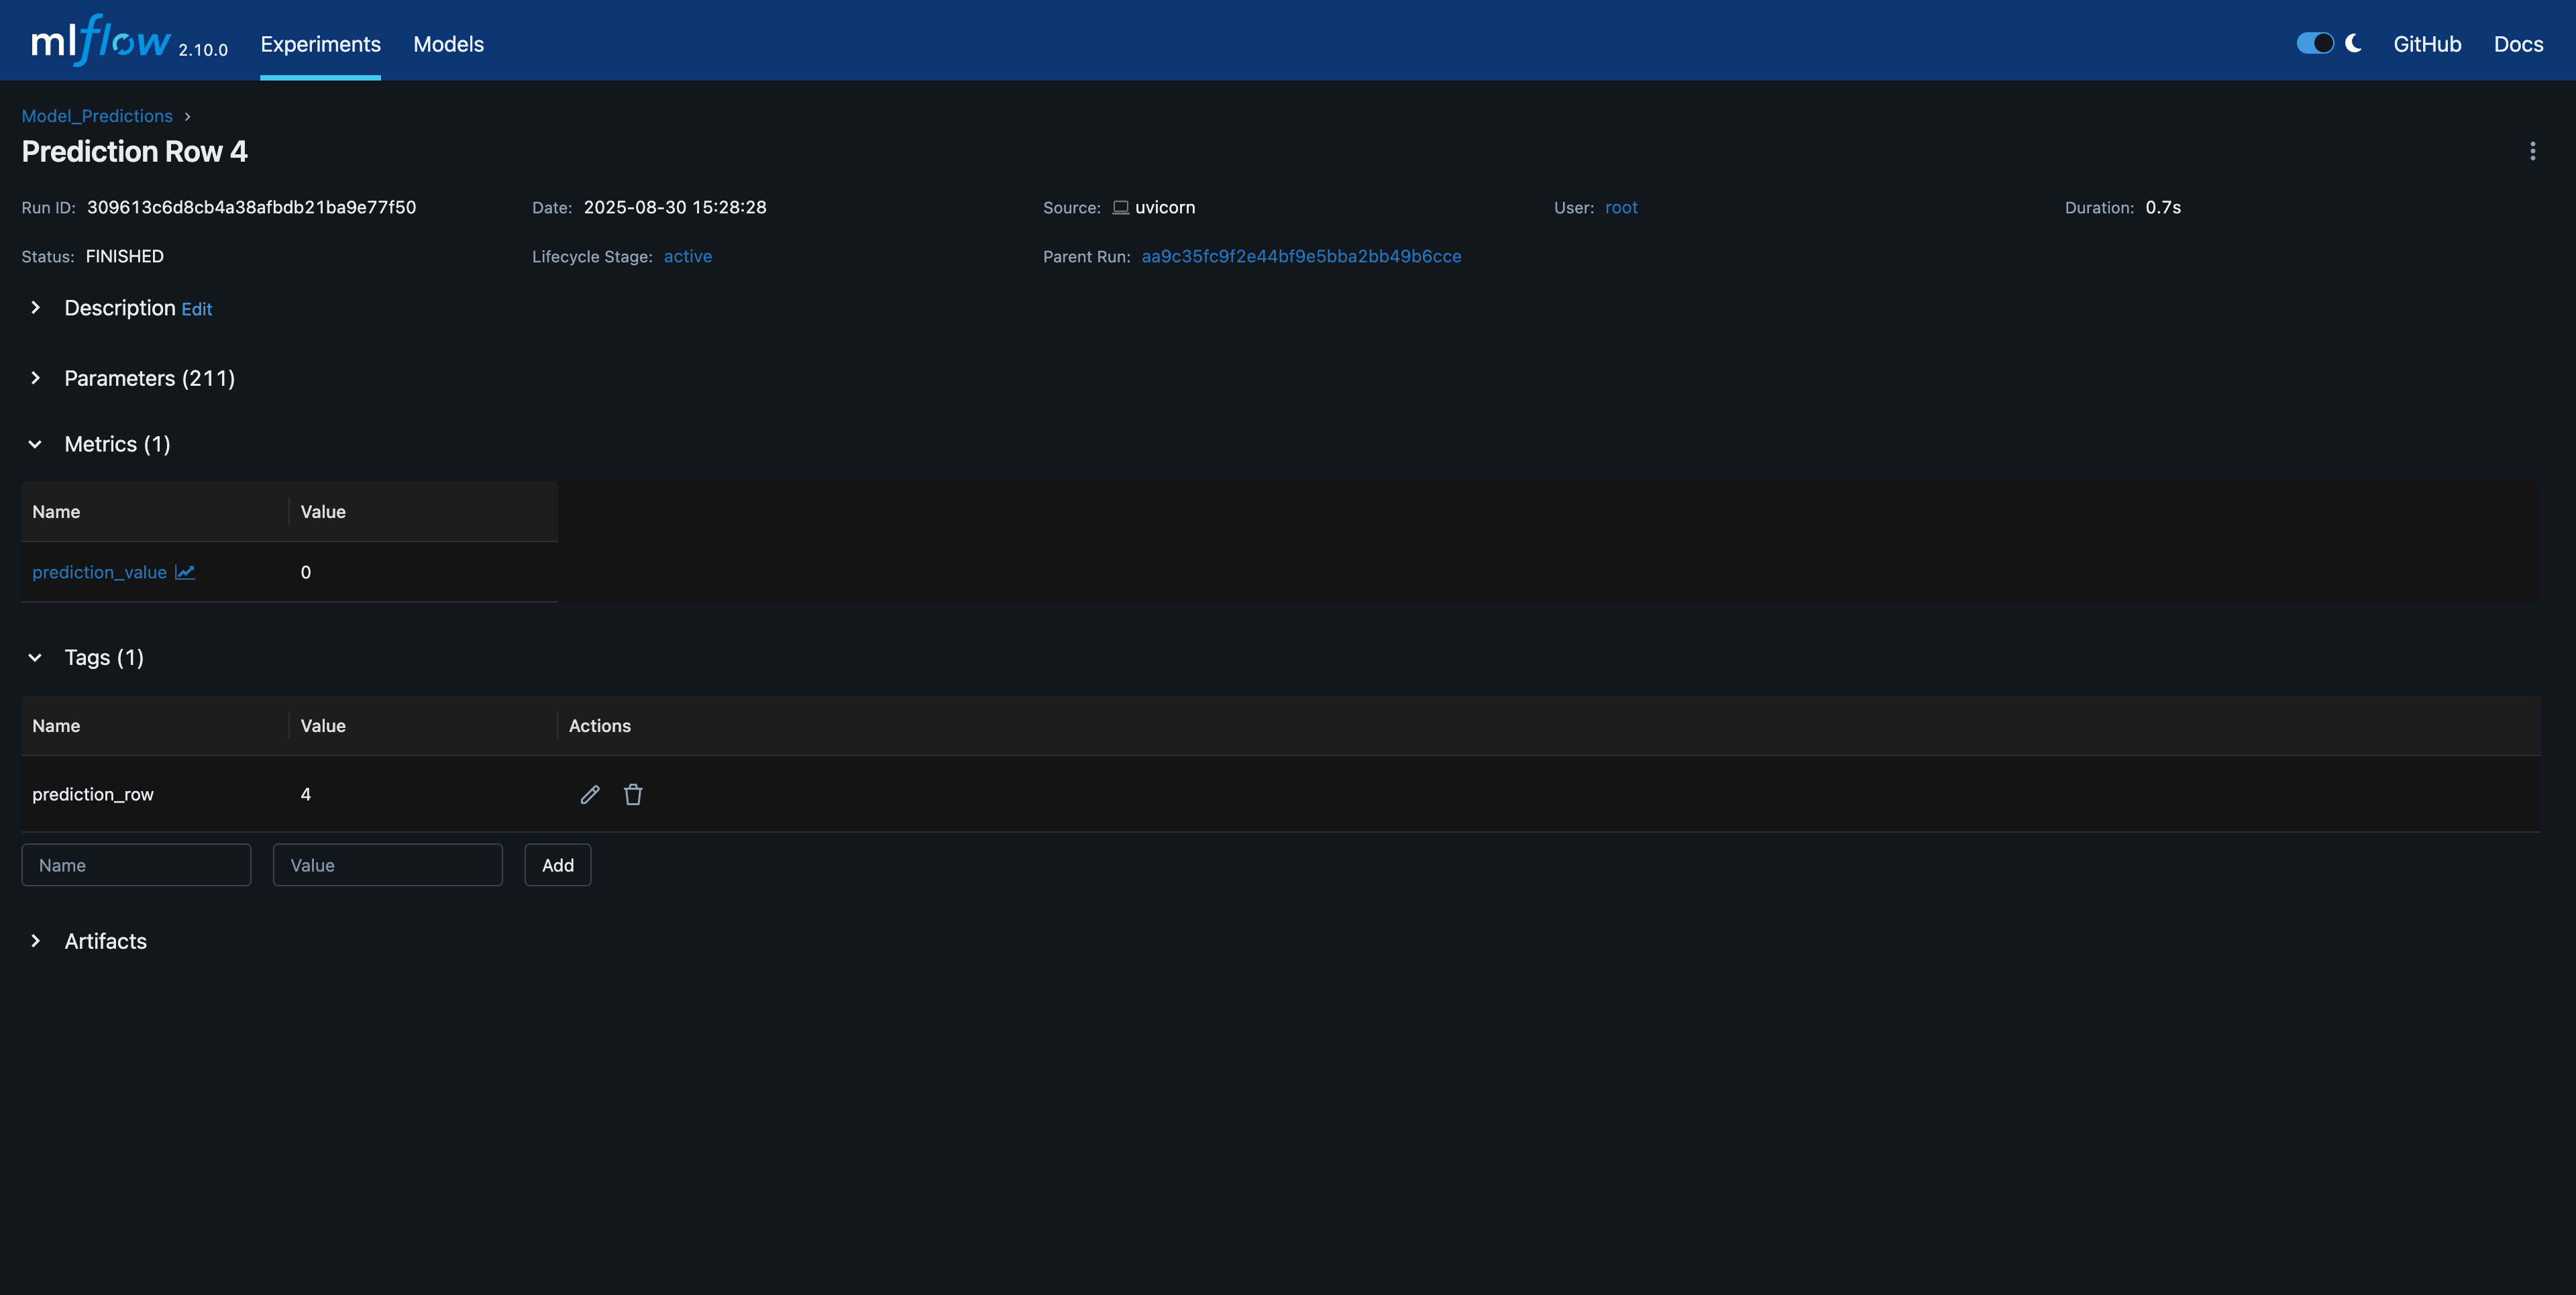 mlflow 2.10.0 Experiments Models GitHub Docs
Model_Predictions
Prediction Row 4
Run ID: 309613c6d8cb4a38afbdb21ba9e77f50 Date: 2025-08-30 15:28:28 Source: uvicorn User: root Duration: 0.7s
Status: FINISHED Lifecycle Stage: active Parent Run: aa9c35fc9f2e44bf9e5bba2bb49b6cce
Description Edit
Parameters (211)
Metrics (1)
Name Value
prediction_value 0
Tags (1)
Name Value Actions
prediction_row 4
Name Value Add
Artifacts